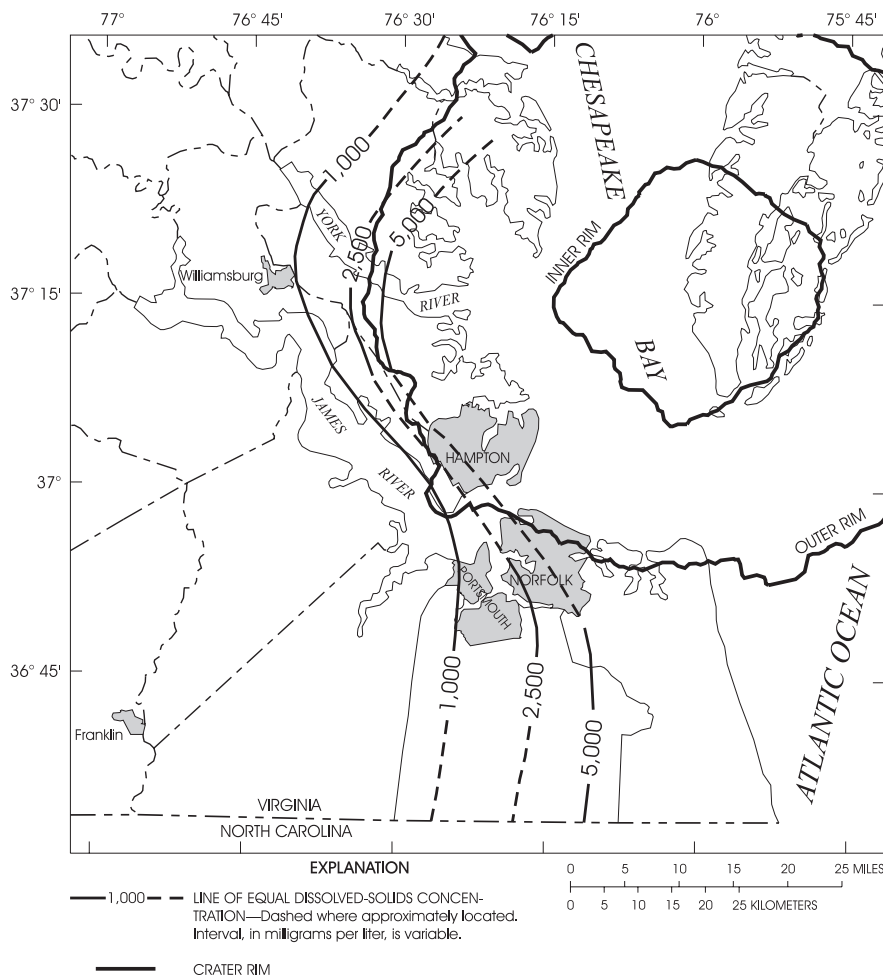 77° 76° 45' 76° 30' 76° 15' 76° 75° 45'
37° 30'
37° 15'
37°
36° 45'
CHESAPEAKE
BAY
1,000
2,500
5,000
YORK
RIVER
Williamsburg
INNER RIM
JAMES
RIVER
HAMPTON
OUTER RIM
NORFOLK
PORTSMOUTH
ATLANTIC OCEAN
1,000
2,500
5,000
Franklin
VIRGINIA
NORTH CAROLINA
EXPLANATION
1,000 LINE OF EQUAL DISSOLVED-SOLIDS CONCEN-
TRATION—Dashed where approximately located.
Interval, in milligrams per liter, is variable.
CRATER RIM
0 5 10 15 20 25 MILES
0 5 10 15 20 25 KILOMETERS